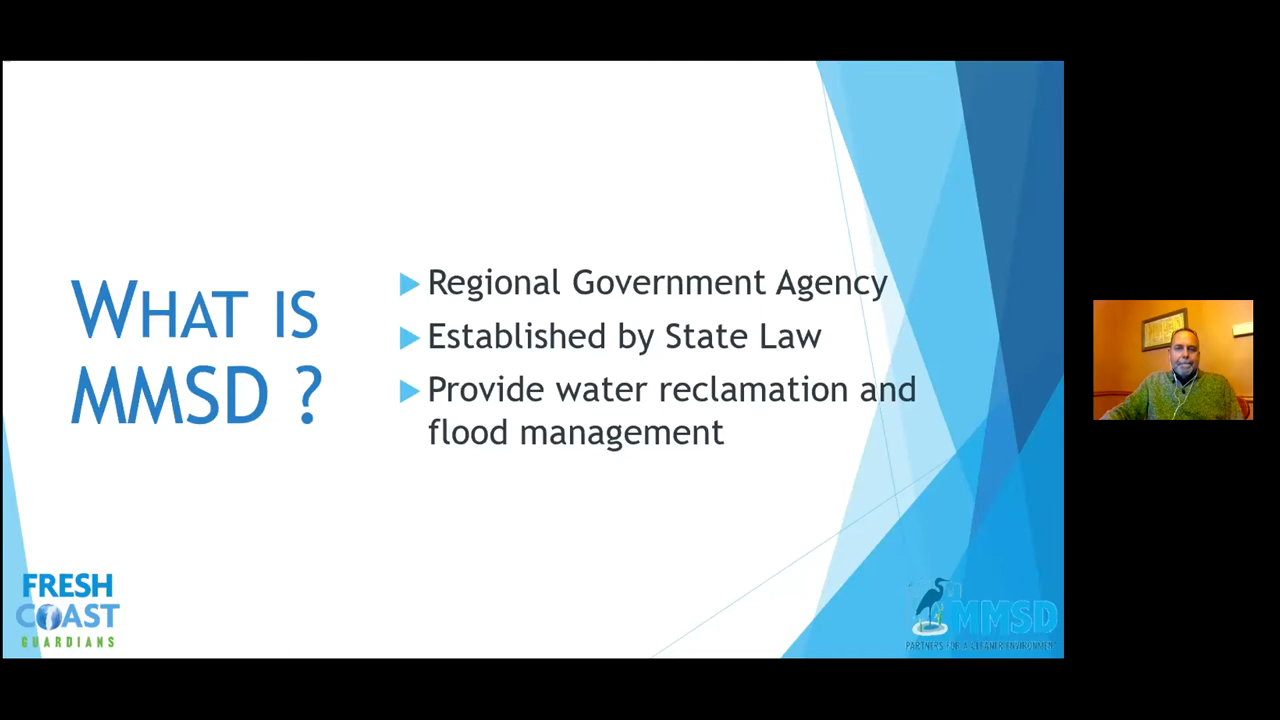 WHAT IS
MMSD ?
Regional Government Agency
Established by State Law
Provide water reclamation and
flood management
FRESH
COAST
GUARDIANS
MMSD
PARTNERS FOR A CLEANER ENVIRONMENT